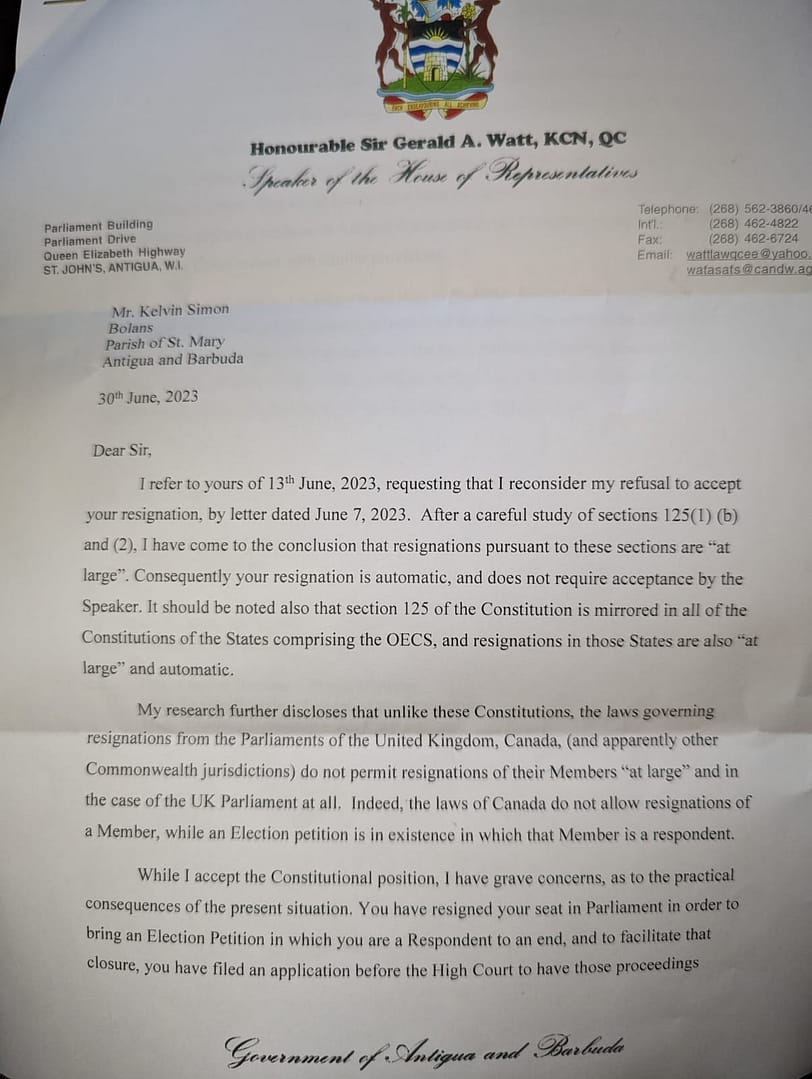 EACH ENDEAVOURING ALL ACHIEVING
Honourable Sir Gerald A. Watt, KCN, QC
Speaker of the House of Representatives
Parliament Building
Parliament Drive
Queen Elizabeth Highway
ST. JOHN'S, ANTIGUA, W.I.
Telephone: (268) 562-3860/46
Int'l.: (268) 462-4822
Fax: (268) 462-6724
Email: wattlawqcee@yahoo.
watasats@candw.ag
Mr. Kelvin Simon
Bolans
Parish of St. Mary
Antigua and Barbuda
30th June, 2023
Dear Sir,
I refer to yours of 13th June, 2023, requesting that I reconsider my refusal to accept
your resignation, by letter dated June 7, 2023. After a careful study of sections 125(1) (b)
and (2), I have come to the conclusion that resignations pursuant to these sections are “at
large”. Consequently your resignation is automatic, and does not require acceptance by the
Speaker. It should be noted also that section 125 of the Constitution is mirrored in all of the
Constitutions of the States comprising the OECS, and resignations in those States are also “at
large” and automatic.
My research further discloses that unlike these Constitutions, the laws governing
resignations from the Parliaments of the United Kingdom, Canada, (and apparently other
Commonwealth jurisdictions) do not permit resignations of their Members “at large” and in
the case of the UK Parliament at all. Indeed, the laws of Canada do not allow resignations of
a Member, while an Election petition is in existence in which that Member is a respondent.
While I accept the Constitutional position, I have grave concerns, as to the practical
consequences of the present situation. You have resigned your seat in Parliament in order to
bring an Election Petition in which you are a Respondent to an end, and to facilitate that
closure, you have filed an application before the High Court to have those proceedings
Government of Antigua and Barbuda